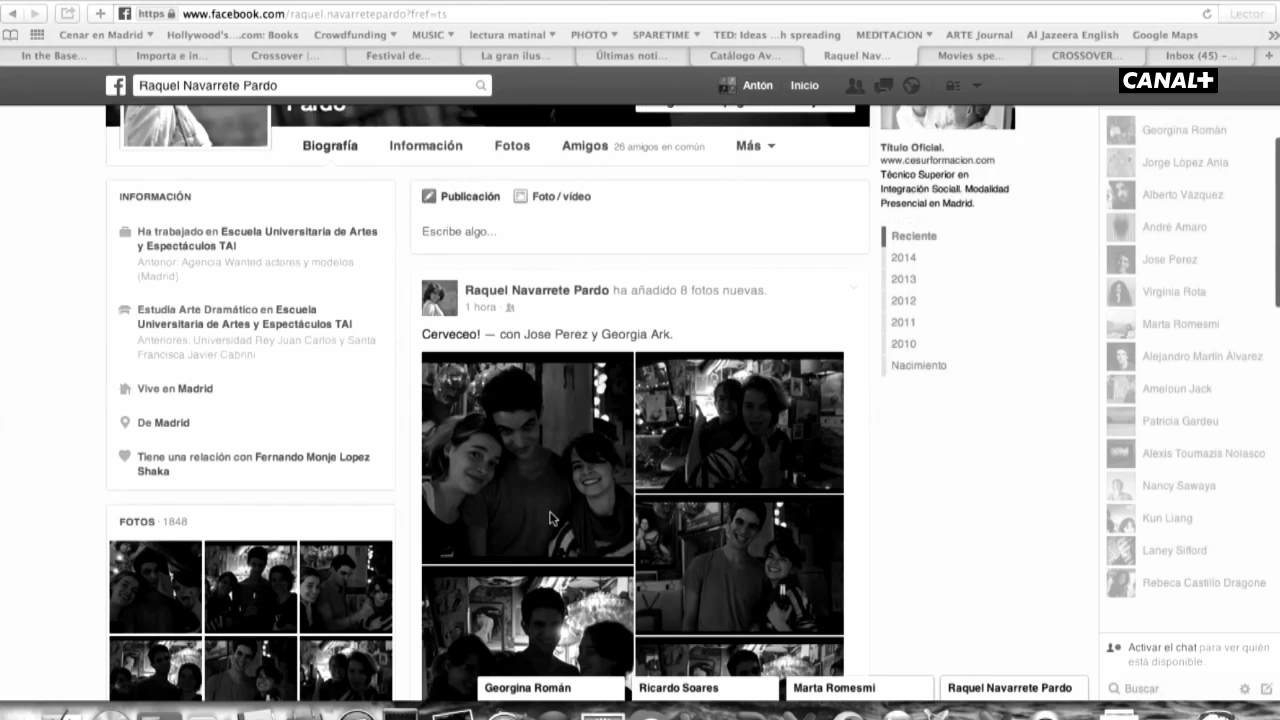 https www.facebook.com/raquel.navarretepardo?fref=ts
Lector
Cenar en Madrid
Hollywood's....com: Books
Crowdfunding
MUSIC
lectura matinal
PHOTO
SPARETIME
TED: Ideas ...h spreading
MEDITACION
ARTE Journal
Al Jazeera English
Google Maps
In the Base...
Importa e in...
Crossover |...
Festival de...
La gran ilus...
Últimas noti...
Catálogo Av...
Raquel Nav...
Movies spe...
CROSSOVER...
Inbox (45) –...
Raquel Navarrete Pardo
Antón
Inicio
CANAL+
Pardo
Biografía
Información
Fotos
Amigos 26 amigos en común
Más
INFORMACIÓN
Ha trabajado en Escuela Universitaria de Artes
y Espectáculos TAI
Anterior: Agencia Wanted actores y modelos
(Madrid)
Estudia Arte Dramático en Escuela
Universitaria de Artes y Espectáculos TAI
Anteriores: Universidad Rey Juan Carlos y Santa
Francisca Javier Cabrini
Vive en Madrid
De Madrid
Tiene una relación con Fernando Monje Lopez
Shaka
FOTOS · 1848
Publicación
Foto / vídeo
Escribe algo...
Raquel Navarrete Pardo ha añadido 8 fotos nuevas.
1 hora ·
Cerveceo! — con Jose Perez y Georgia Ark.
Título Oficial.
www.cesurformacion.com
Técnico Superior en
Integración Sociall. Modalidad
Presencial en Madrid.
Reciente
2014
2013
2012
2011
2010
Nacimiento
Georgina Román
Jorge López Ania
Alberto Vázquez
André Amaro
Jose Perez
Virginia Rota
Marta Romesmi
Alejandro Martín Álvarez
Ameloun Jack
Patricia Gardeu
Alexis Toumazis Nolasco
Nancy Sawaya
Kun Liang
Laney Sifford
Rebeca Castillo Dragone
Activar el chat para ver quién
está disponible.
Buscar
Georgina Román
Ricardo Soares
Marta Romesmi
Raquel Navarrete Pardo